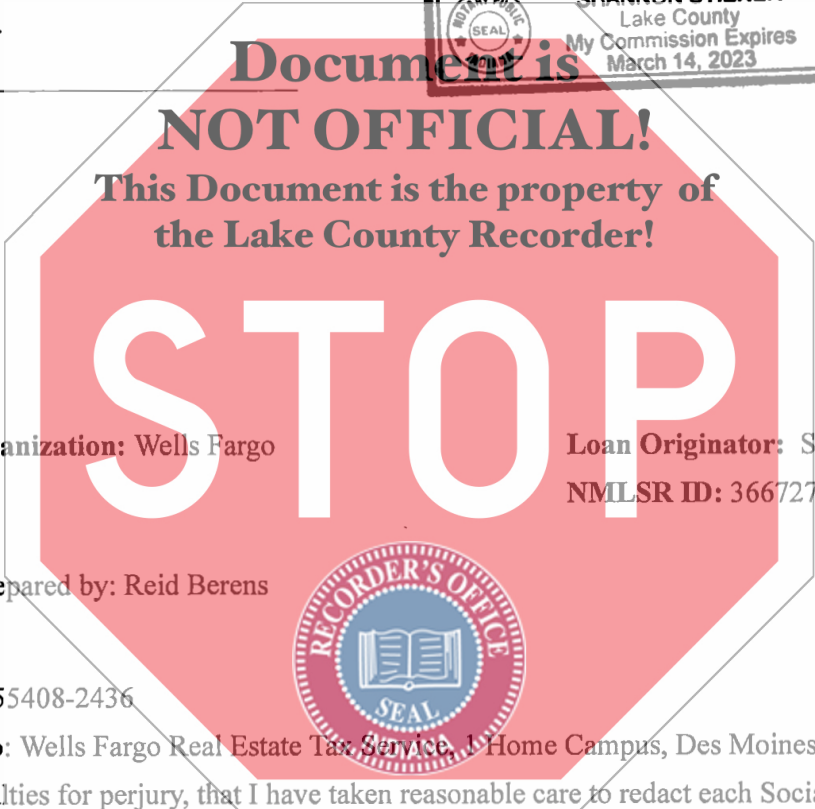 Lake County
My Commission Expires
March 14, 2023
NOTARY PUBLIC
SEAL
INDIANA
Document is
NOT OFFICIAL!
This Document is the property of
the Lake County Recorder!
STOP
anization: Wells Fargo Loan Originator: S
NMLSR ID: 366727
epared by: Reid Berens
RECORDER'S OFFICE
SEAL
INDIANA
55408-2436
: Wells Fargo Real Estate Tax Service, 1 Home Campus, Des Moines
lties for perjury, that I have taken reasonable care to redact each Socia